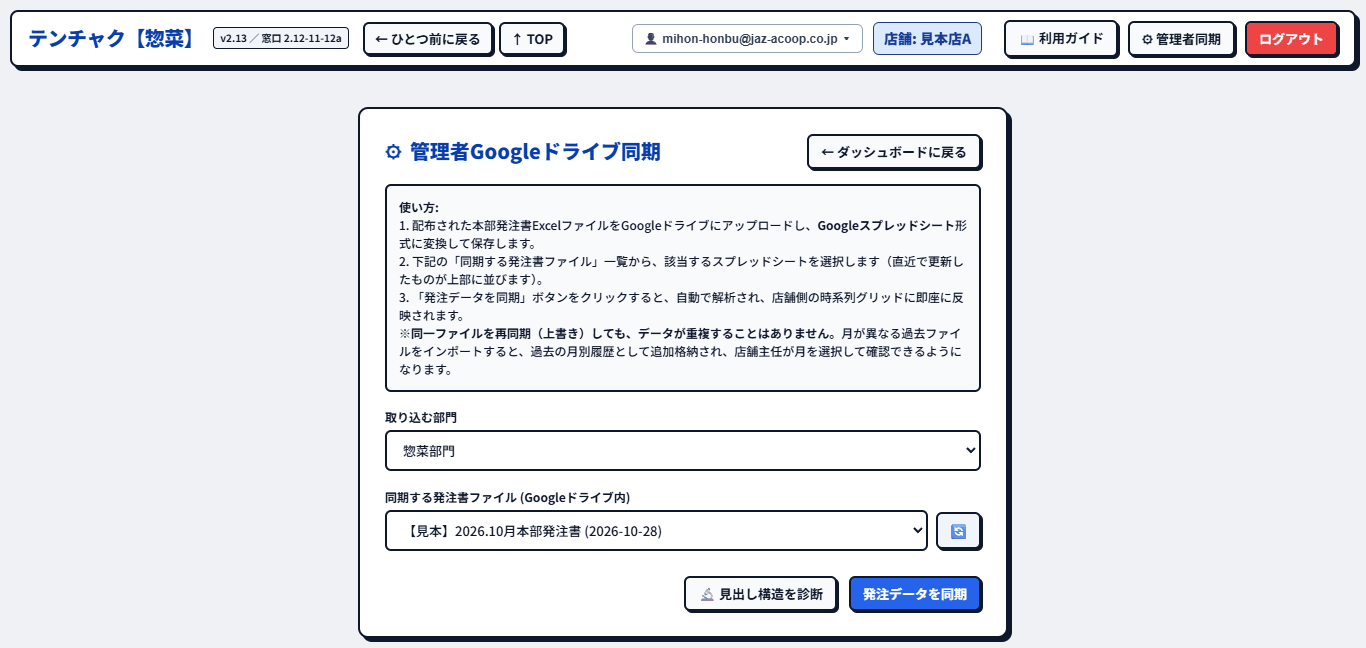 テンチャク【惣菜】
v2.13 ／ 窓口 2.12-11-12a
← ひとつ前に戻る
↑ TOP
mihon-honbu@jaz-acoop.co.jp
店舗: 見本店A
利用ガイド
管理者同期
ログアウト
管理者Googleドライブ同期
← ダッシュボードに戻る
使い方:
1. 配布された本部発注書ExcelファイルをGoogleドライブにアップロードし、Googleスプレッドシート形
式に変換して保存します。
2. 下記の「同期する発注書ファイル」一覧から、該当するスプレッドシートを選択します（直近で更新し
たものが上部に並びます）。
3. 「発注データを同期」ボタンをクリックすると、自動で解析され、店舗側の時系列グリッドに即座に反
映されます。
※同一ファイルを再同期（上書き）しても、データが重複することはありません。月が異なる過去ファイ
ルをインポートすると、過去の月別履歴として追加格納され、店舗主任が月を選択して確認できるように
なります。
取り込む部門
惣菜部門
同期する発注書ファイル (Googleドライブ内)
【見本】2026.10月本部発注書 (2026-10-28)
見出し構造を診断
発注データを同期